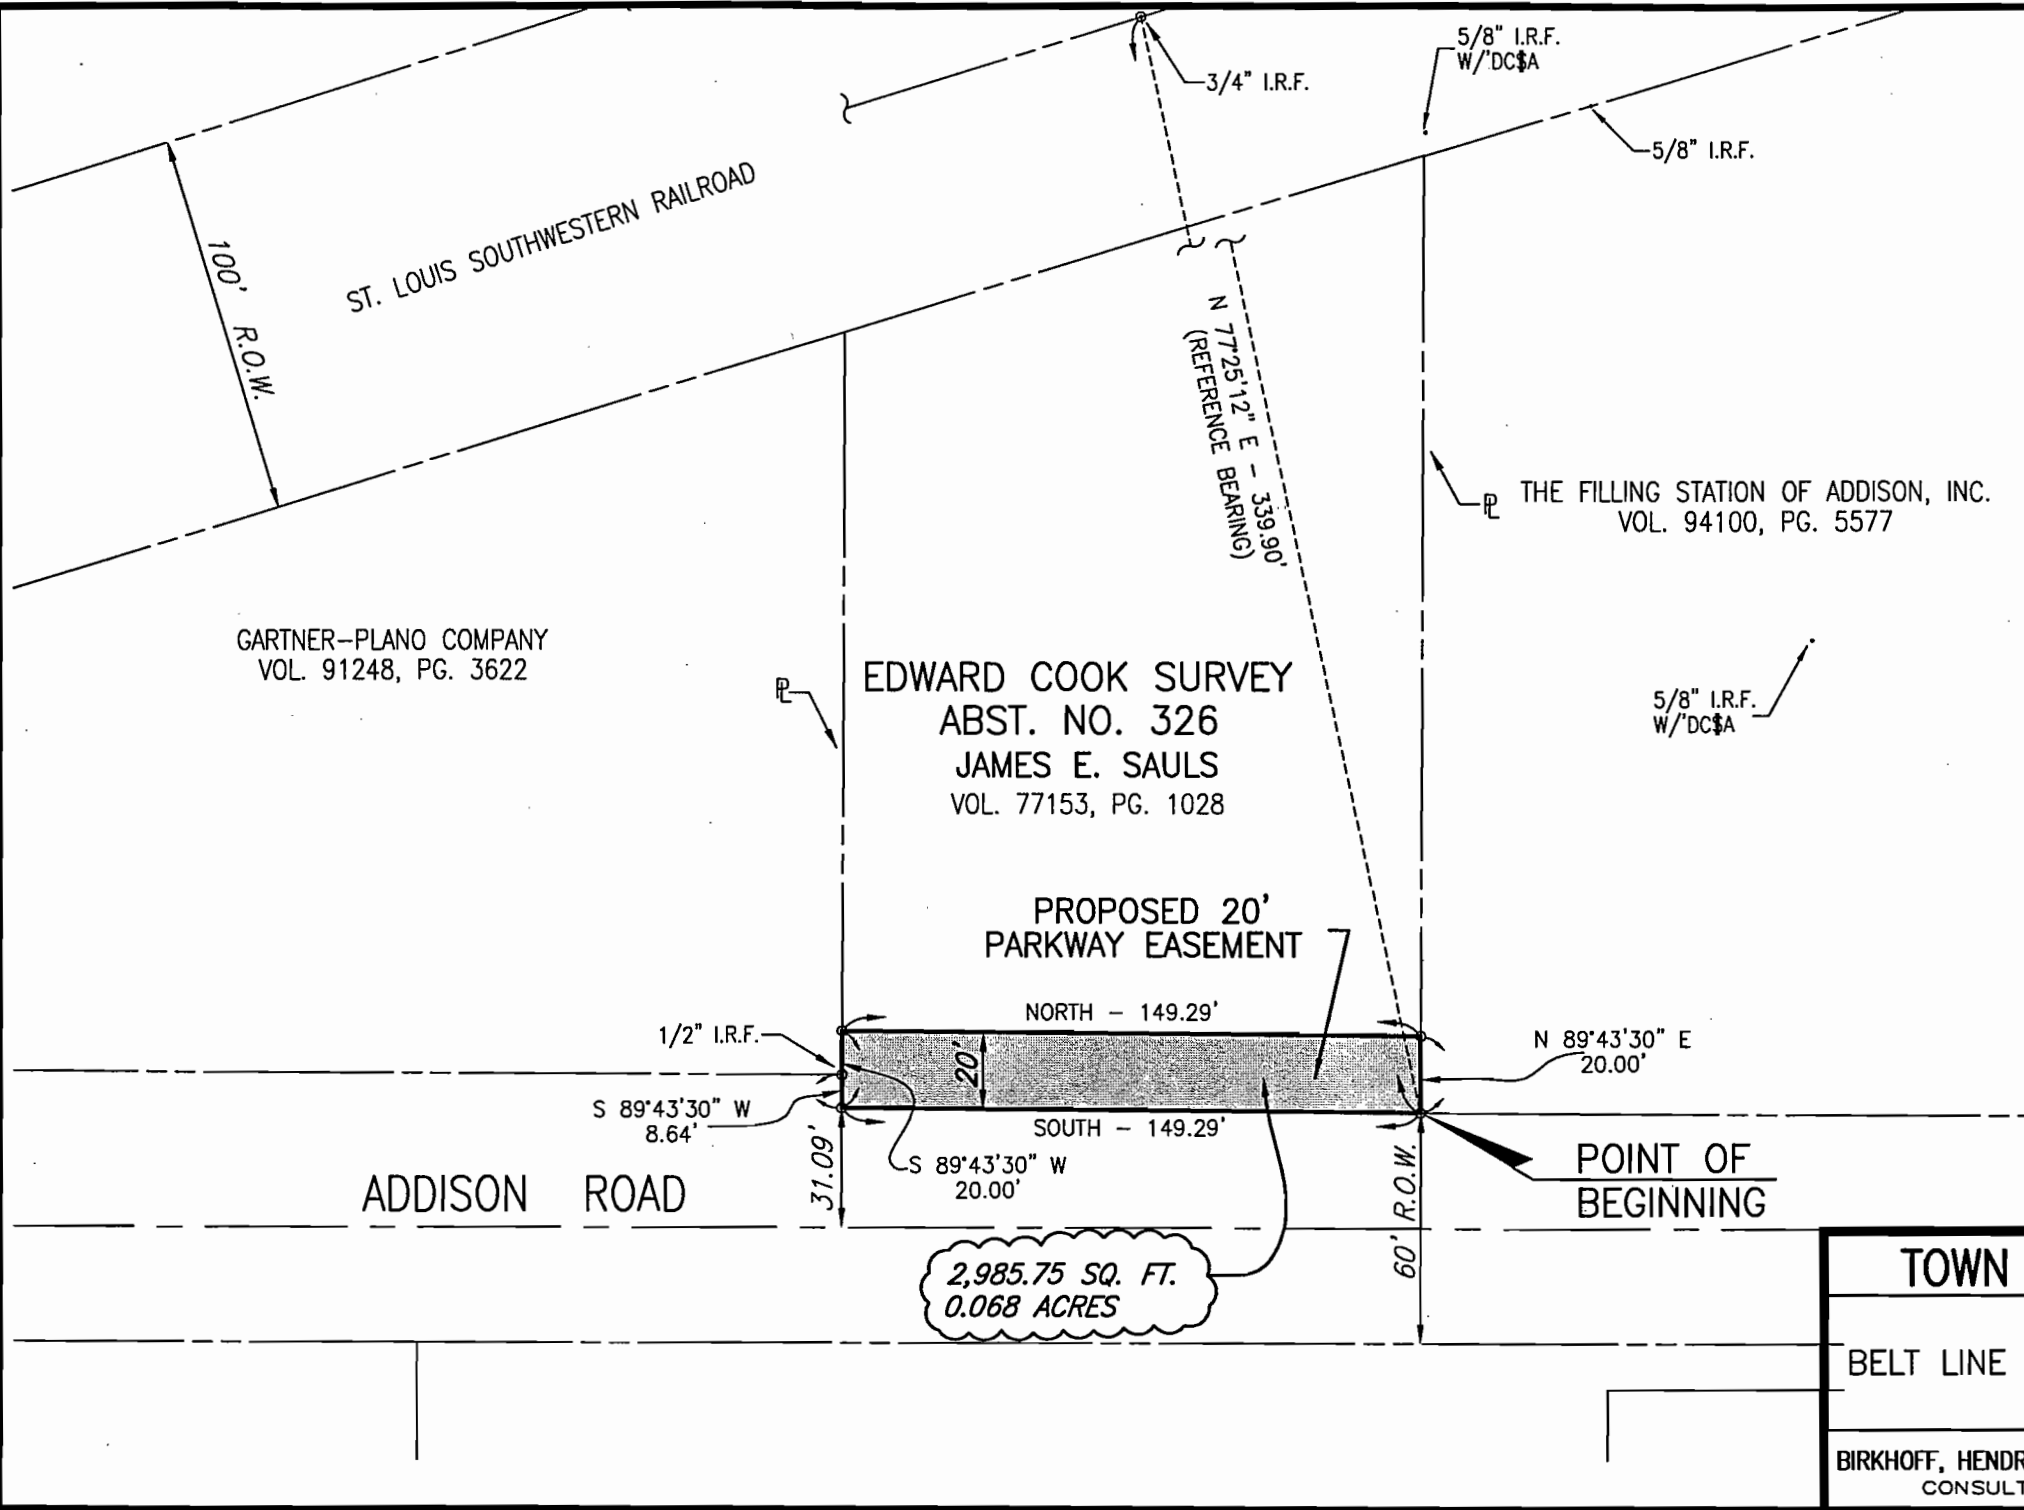 5/8" I.R.F.
W/"DC$A
3/4" I.R.F.
5/8" I.R.F.
ST. LOUIS SOUTHWESTERN RAILROAD
100' R.O.W.
N 77°25'12" E - 339.90'
(REFERENCE BEARING)
P̵L
THE FILLING STATION OF ADDISON, INC.
VOL. 94100, PG. 5577
GARTNER-PLANO COMPANY
VOL. 91248, PG. 3622
P̵L
EDWARD COOK SURVEY
ABST. NO. 326
JAMES E. SAULS
VOL. 77153, PG. 1028
5/8" I.R.F.
W/"DC$A
PROPOSED 20'
PARKWAY EASEMENT
NORTH - 149.29'
1/2" I.R.F.
20'
N 89°43'30" E
20.00'
S 89°43'30" W
8.64'
SOUTH - 149.29'
S 89°43'30" W
20.00'
31.09'
60' R.O.W.
POINT OF
BEGINNING
ADDISON ROAD
2,985.75 SQ. FT.
0.068 ACRES
TOWN
BELT LINE
BIRKHOFF, HENDR
CONSULT